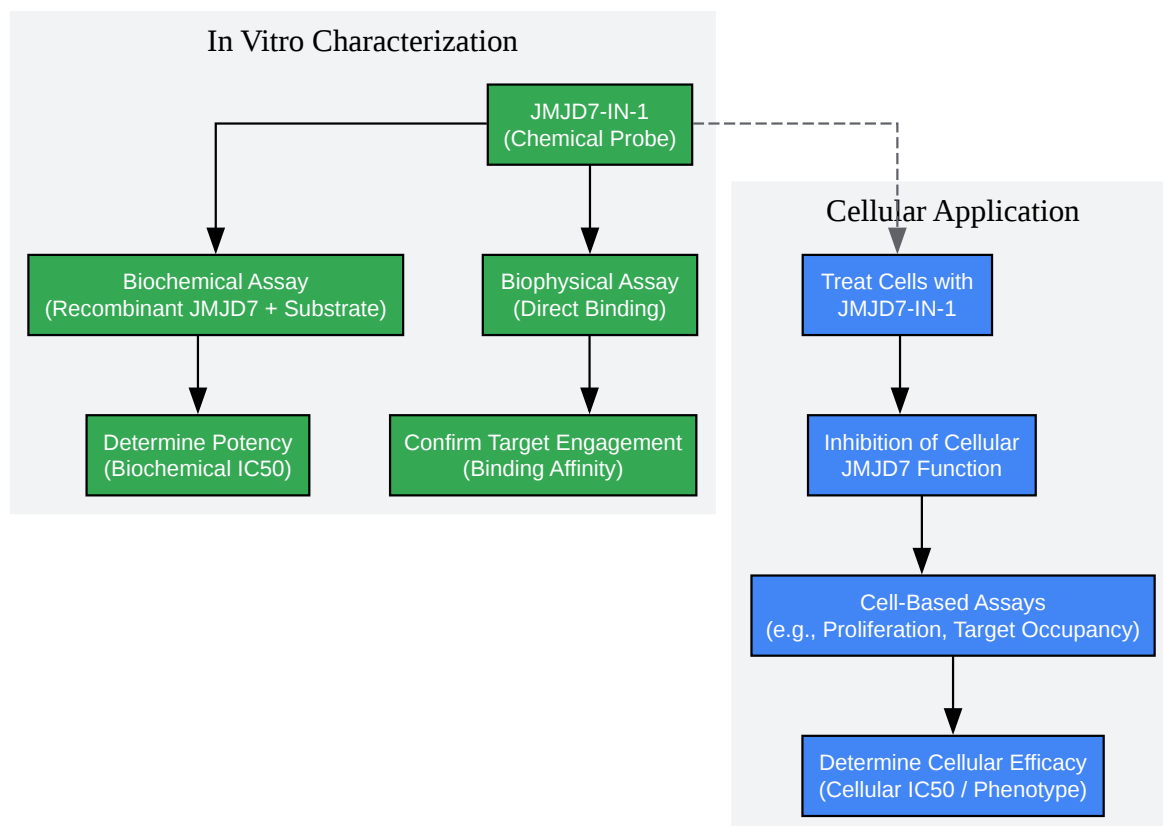 In Vitro Characterization
JMJD7-IN-1
(Chemical Probe)
Biochemical Assay
(Recombinant JMJD7 + Substrate)
Biophysical Assay
(Direct Binding)
Determine Potency
(Biochemical IC50)
Confirm Target Engagement
(Binding Affinity)
Cellular Application
Treat Cells with
JMJD7-IN-1
Inhibition of Cellular
JMJD7 Function
Cell-Based Assays
(e.g., Proliferation, Target Occupancy)
Determine Cellular Efficacy
(Cellular IC50 / Phenotype)